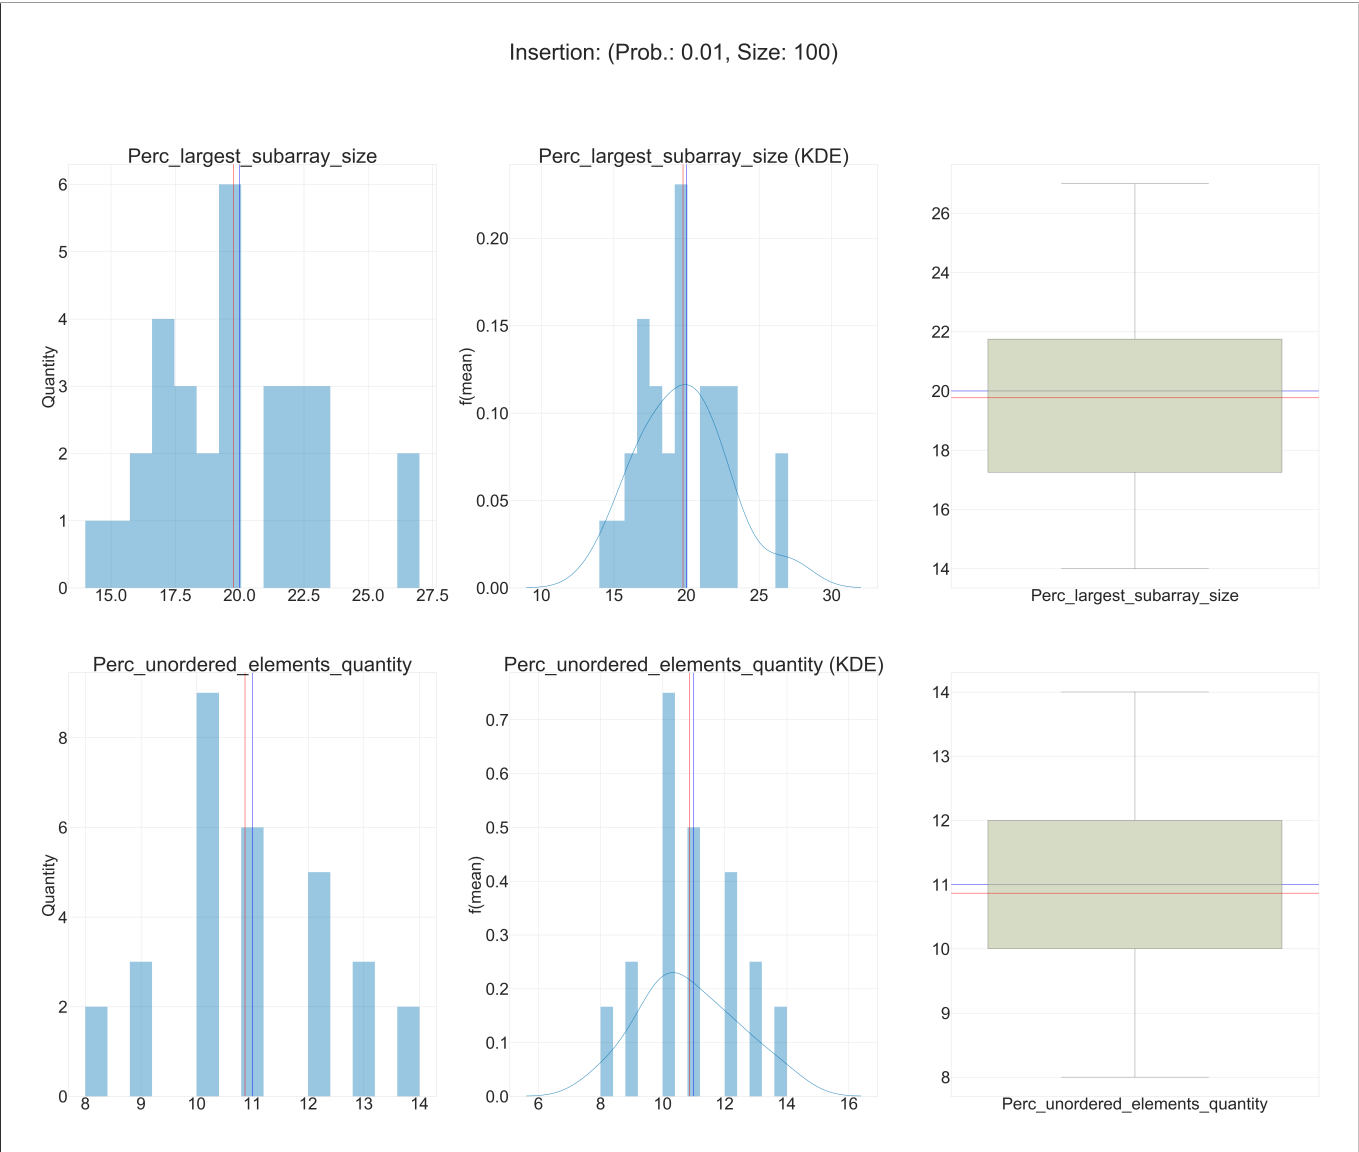 Insertion: (Prob.: 0.01, Size: 100)
Perc_largest_subarray_size
Quantity
6
5
4
3
2
1
0
15.0 17.5 20.0 22.5 25.0 27.5
Perc_largest_subarray_size (KDE)
f(mean)
0.20
0.15
0.10
0.05
0.00
10 15 20 25 30
26
24
22
20
18
16
14
Perc_largest_subarray_size
Perc_unordered_elements_quantity
Quantity
8
6
4
2
0
8 9 10 11 12 13 14
Perc_unordered_elements_quantity (KDE)
f(mean)
0.7
0.6
0.5
0.4
0.3
0.2
0.1
0.0
6 8 10 12 14 16
14
13
12
11
10
9
8
Perc_unordered_elements_quantity